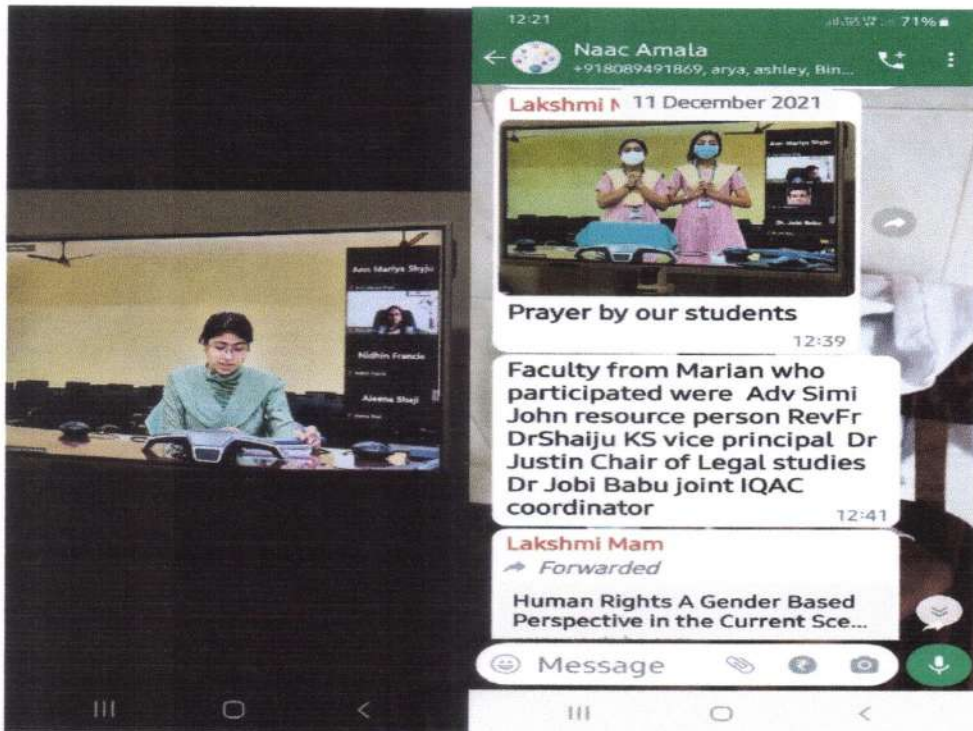 Ann Mariya Shyju
Nidhin Francis
Ajeena Shaji
12:21
71%
Naac Amala
+918089491869, arya, ashley, Bin...
Lakshmi
11 December 2021
Ann Mariya Shyju
Dr. Jobi Babu
Prayer by our students
12:39
Faculty from Marian who
participated were Adv Simi
John resource person RevFr
DrShaiju KS vice principal Dr
Justin Chair of Legal studies
Dr Jobi Babu joint IQAC
coordinator
12:41
Lakshmi Mam
Forwarded
Human Rights A Gender Based
Perspective in the Current Sce...
Message